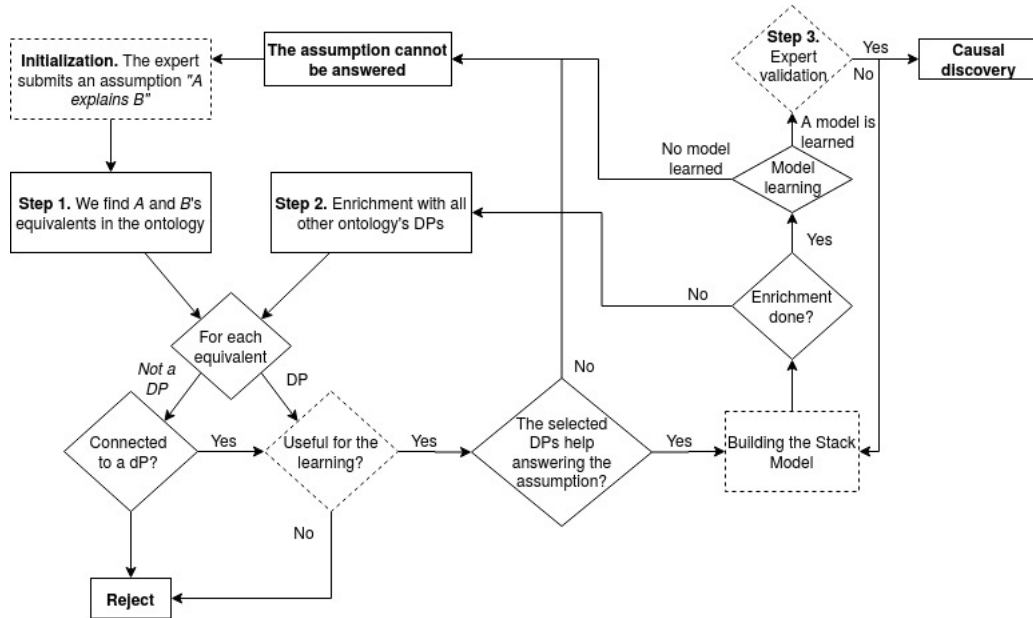 Initialization. The expert
submits an assumption "A
explains B"
The assumption cannot
be answered
Step 3.
Expert
validation
Yes
No
Causal
discovery
A model is
learned
No model
learned
Model
learning
Step 1. We find A and B's
equivalents in the ontology
Step 2. Enrichment with all
other ontology's DPs
Yes
No
Enrichment
done?
For each
equivalent
Not a
DP
DP
No
Connected
to a dP?
Yes
Useful for the
learning?
Yes
The selected
DPs help
answering the
assumption?
Yes
Building the Stack
Model
No
Reject